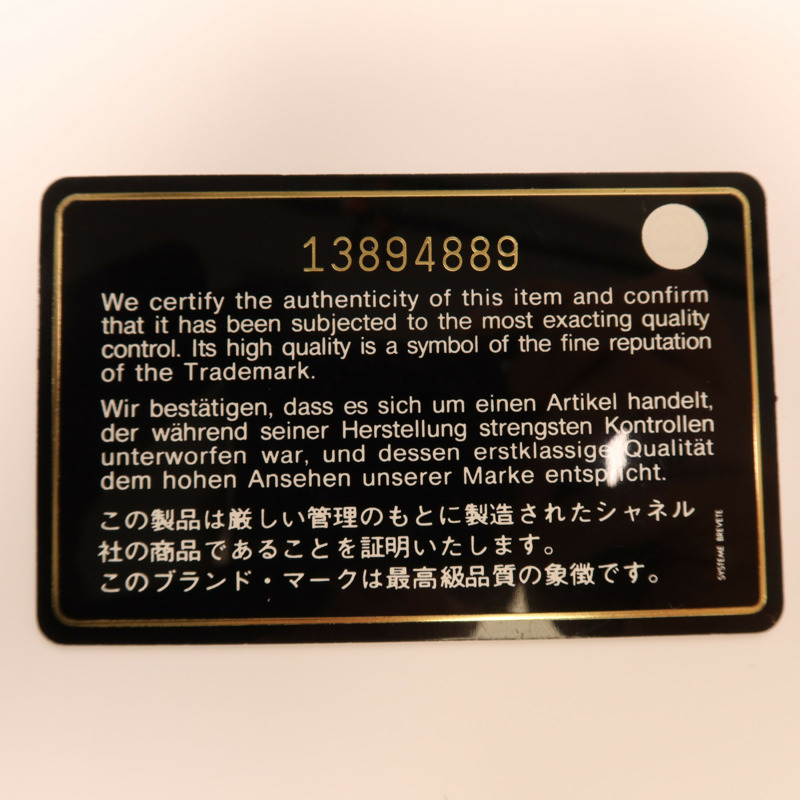 13894889
We certify the authenticity of this item and confirm
that it has been subjected to the most exacting quality
control. Its high quality is a symbol of the fine reputation
of the Trademark.
Wir bestätigen, dass es sich um einen Artikel handelt,
der während seiner Herstellung strengsten Kontrollen
unterworfen war, und dessen erstklassige Qualität
dem hohen Ansehen unserer Marke entspricht.
この製品は厳しい管理のもとに製造されたシャネル
社の商品であることを証明いたします。
このブランド・マークは最高級品質の象徴です。
SYSTEME BREVETE